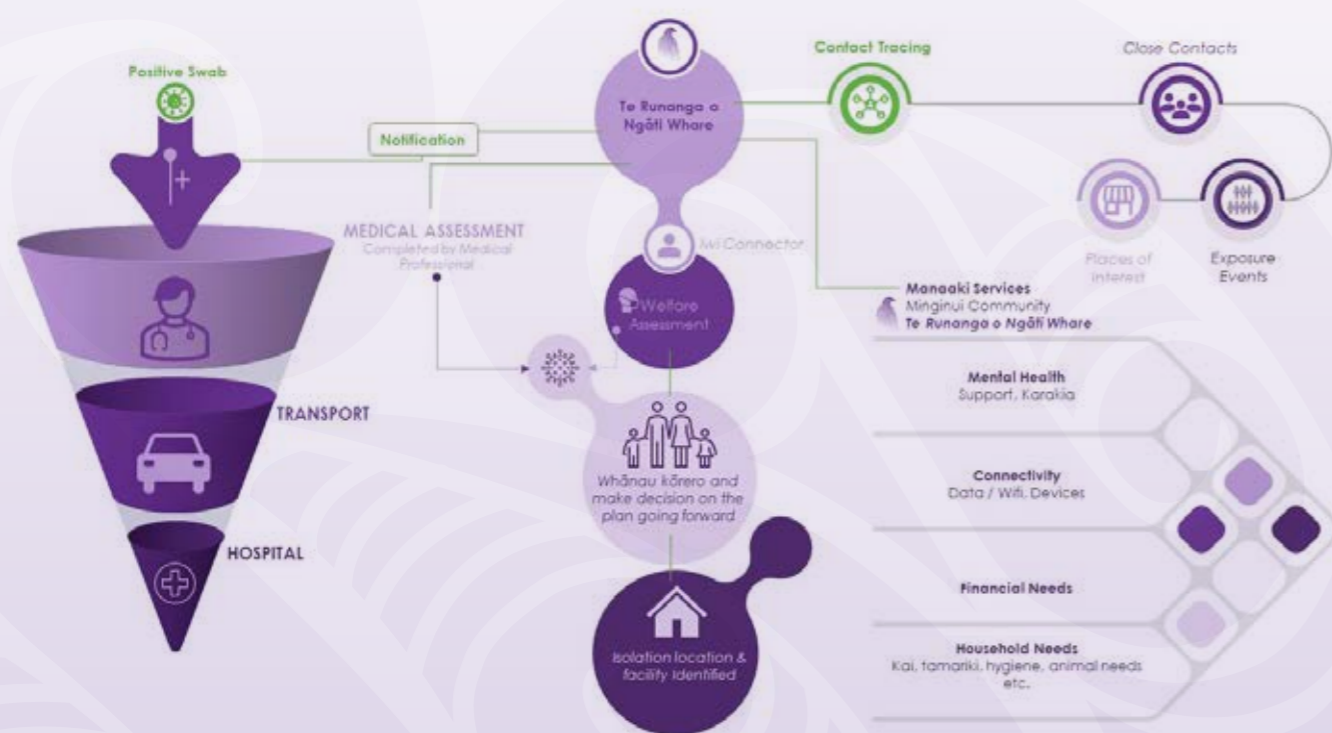 Positive Swab
Notification
MEDICAL ASSESSMENT
Completed by Medical
Professional
TRANSPORT
HOSPITAL
Te Runanga o
Ngāti Whare
Iwi Connector
Welfare
Assessment
Whānau kōrero and
make decision on the
plan going forward
Isolation location &
facility Identified
Contact Tracing
Close Contacts
Places of
Interest
Exposure
Events
Manaaki Services
Minginui Community
Te Runanga o Ngāti Whare
Mental Health
Support, Karakia
Connectivity
Data / Wifi, Devices
Financial Needs
Household Needs
Kai, tamariki, hygiene, animal needs
etc.